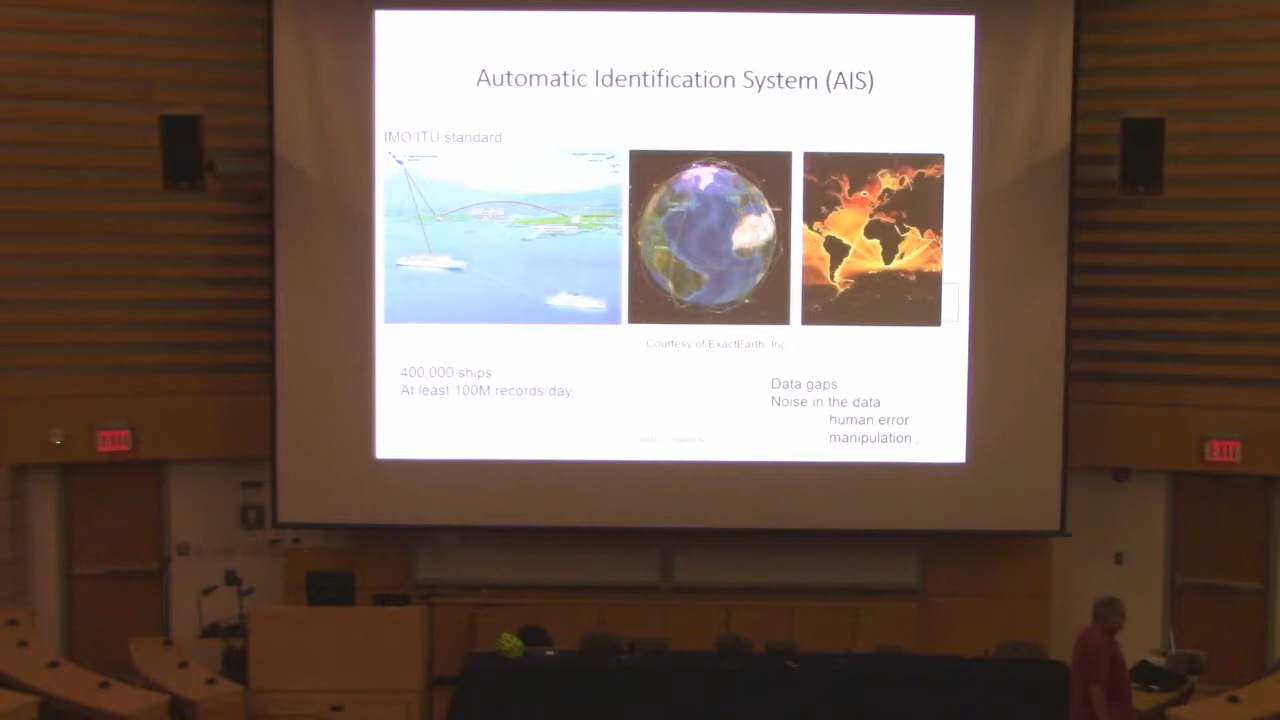 Automatic Identification System (AIS)
IMO/ITU standard
Courtesy of ExactEarth, Inc
400.000 ships
At least 100M records/day
Data gaps
Noise in the data
human error
manipulation
EXIT
EXIT